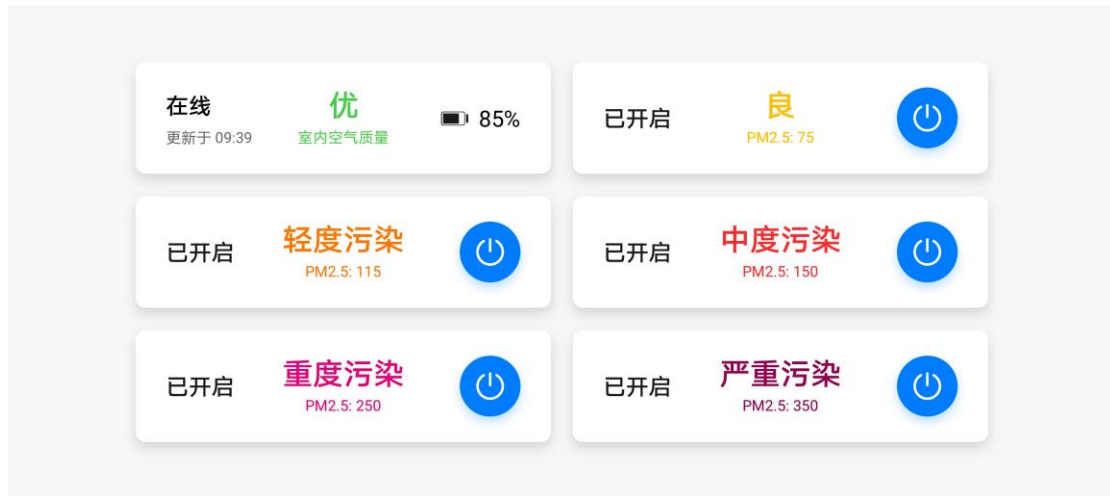 在线
更新于 09:39
优
室内空气质量
85%
已开启
良
PM2.5: 75
已开启
轻度污染
PM2.5: 115
已开启
中度污染
PM2.5: 150
已开启
重度污染
PM2.5: 250
已开启
严重污染
PM2.5: 350